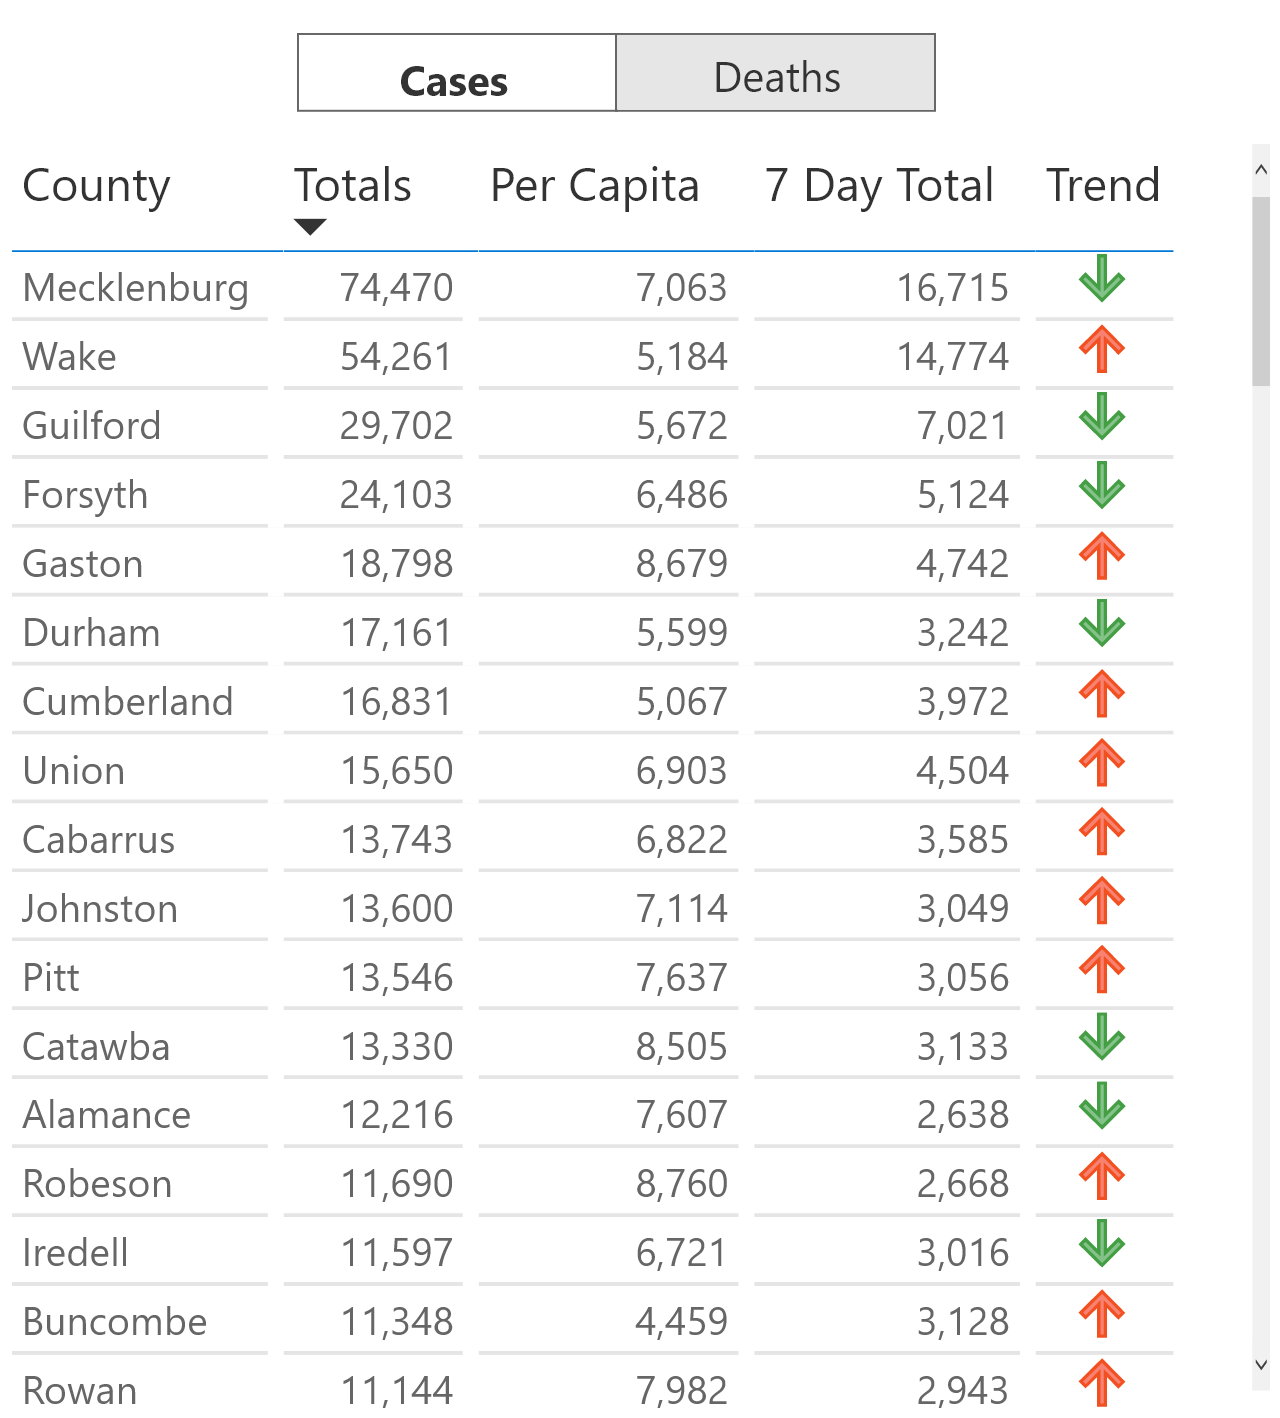 Cases Deaths
County Totals Per Capita 7 Day Total Trend
Mecklenburg 74,470 7,063 16,715
Wake 54,261 5,184 14,774
Guilford 29,702 5,672 7,021
Forsyth 24,103 6,486 5,124
Gaston 18,798 8,679 4,742
Durham 17,161 5,599 3,242
Cumberland 16,831 5,067 3,972
Union 15,650 6,903 4,504
Cabarrus 13,743 6,822 3,585
Johnston 13,600 7,114 3,049
Pitt 13,546 7,637 3,056
Catawba 13,330 8,505 3,133
Alamance 12,216 7,607 2,638
Robeson 11,690 8,760 2,668
Iredell 11,597 6,721 3,016
Buncombe 11,348 4,459 3,128
Rowan 11,144 7,982 2,943